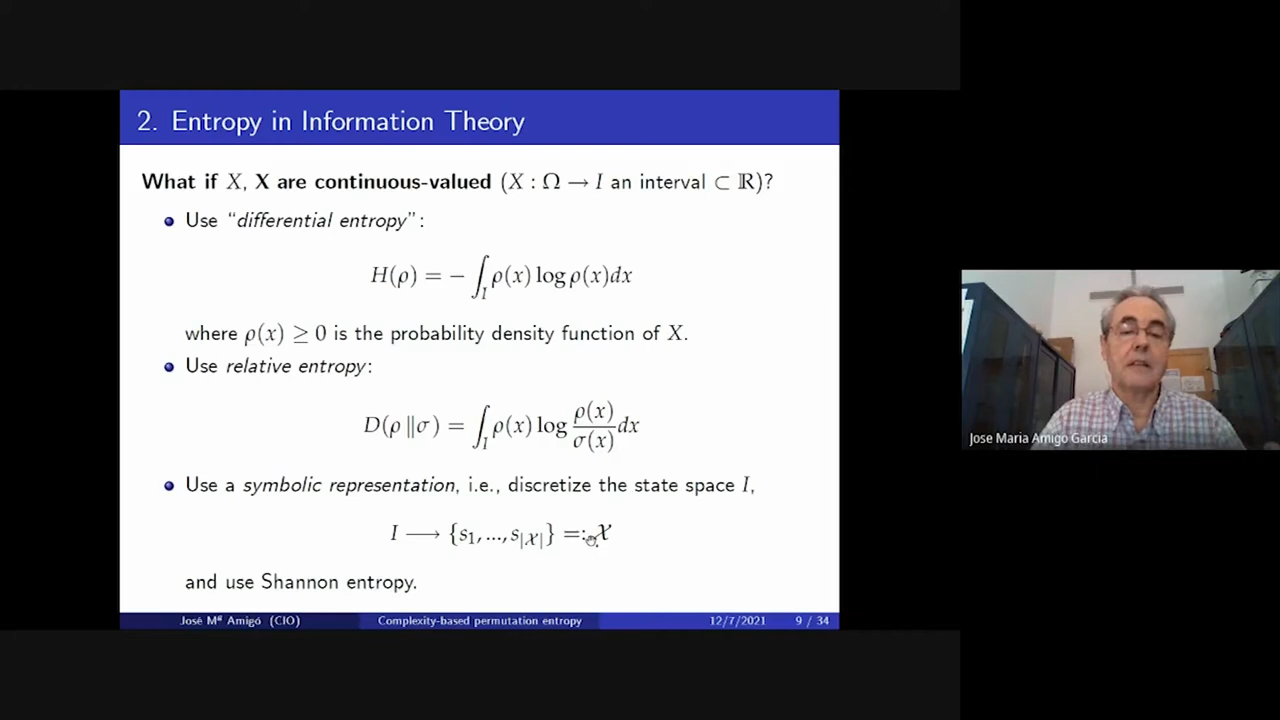 2. Entropy in Information Theory
What if X, X are continuous-valued (X : Ω → I an interval ⊂ ℝ)?
Use “differential entropy”:
H(ρ) = − ∫_I ρ(x) log ρ(x)dx
where ρ(x) ≥ 0 is the probability density function of X.
Use relative entropy:
D(ρ ‖σ) = ∫_I ρ(x) log ρ(x)/σ(x) dx
Use a symbolic representation, i.e., discretize the state space I,
I ⟶ {s₁, ..., s_|𝒳|} =: 𝒳
and use Shannon entropy.
José Mª Amigó (CIO) Complexity-based permutation entropy 12/7/2021 9 / 34
Jose Maria Amigo Garcia